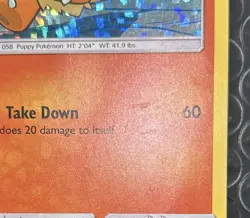 058 Puppy Pokémon HT: 2'04" WT: 41.9 lbs.
Take Down 60
does 20 damage to itself.